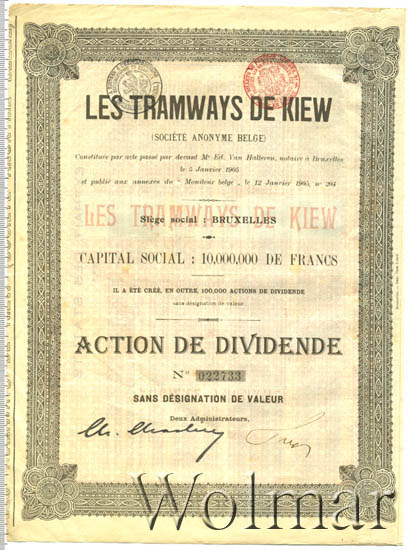 LES TRAMWAYS DE KIEW
(SOCIÉTÉ ANONYME BELGE)
Constituée par acte passé par devant Me Ed. Van Halteren, notaire à Bruxelles
le 5 Janvier 1905
et publié aux annexes du "Moniteur belge", le 12 Janvier 1905, no 204
LES TRAMWAYS DE KIEW
Siège social : BRUXELLES
CAPITAL SOCIAL : 10,000,000 DE FRANCS
IL A ÉTÉ CRÉÉ, EN OUTRE, 100,000 ACTIONS DE DIVIDENDE
sans désignation de valeur
ACTION DE DIVIDENDE
No 022733
SANS DÉSIGNATION DE VALEUR
Deux Administrateurs,
Wolmar